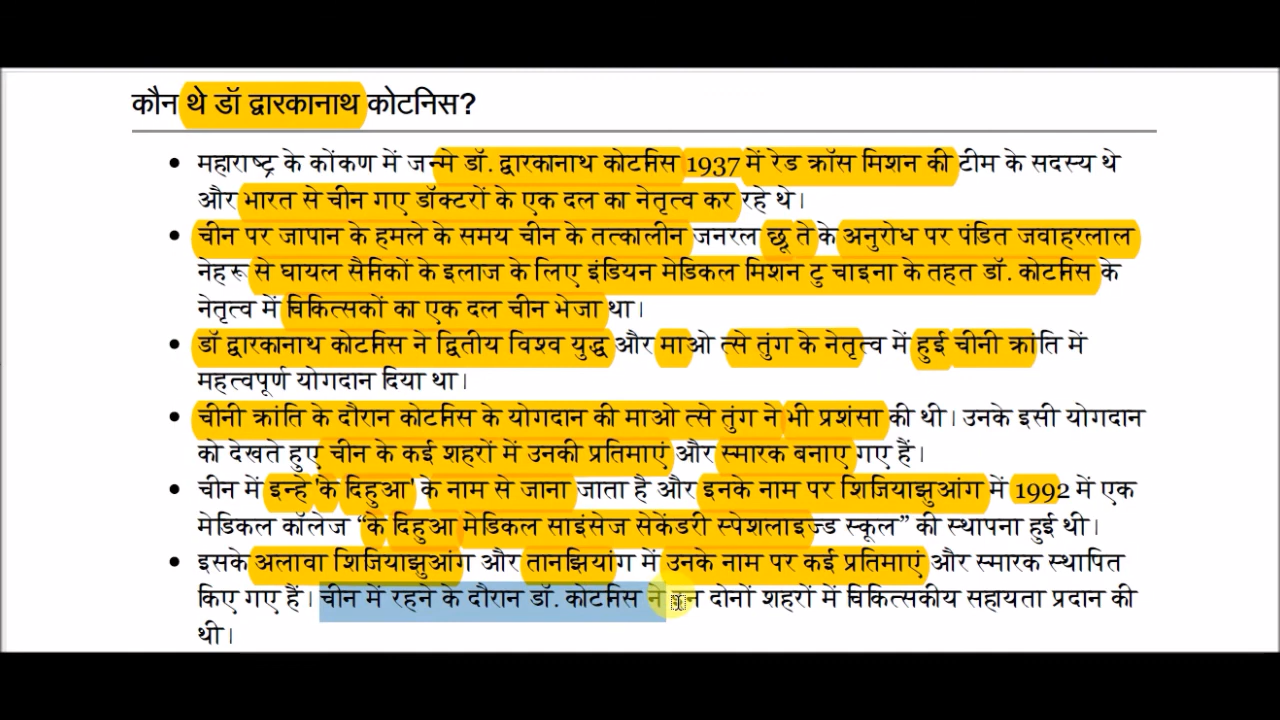 कौन थे डॉ द्वारकानाथ कोटनिस?
महाराष्ट्र के कोंकण में जन्मे डॉ. द्वारकानाथ कोटनिस 1937 में रेड क्रॉस मिशन की टीम के सदस्य थे
और भारत से चीन गए डॉक्टरों के एक दल का नेतृत्व कर रहे थे।
चीन पर जापान के हमले के समय चीन के तत्कालीन जनरल छू ते के अनुरोध पर पंडित जवाहरलाल
नेहरू से घायल सैनिकों के इलाज के लिए इंडियन मेडिकल मिशन टु चाइना के तहत डॉ. कोटनिस के
नेतृत्व में चिकित्सकों का एक दल चीन भेजा था।
डॉ द्वारकानाथ कोटनिस ने द्वितीय विश्व युद्ध और माओ त्से तुंग के नेतृत्व में हुई चीनी क्रांति में
महत्वपूर्ण योगदान दिया था।
चीनी क्रांति के दौरान कोटनिस के योगदान की माओ त्से तुंग ने भी प्रशंसा की थी। उनके इसी योगदान
को देखते हुए चीन के कई शहरों में उनकी प्रतिमाएं और स्मारक बनाए गए हैं।
चीन में इन्हे 'के दिहुआ' के नाम से जाना जाता है और इनके नाम पर शिजियाझुआंग में 1992 में एक
मेडिकल कॉलेज “के दिहुआ मेडिकल साइंसेज सेकेंडरी स्पेशलाइज्ड स्कूल” की स्थापना हुई थी।
इसके अलावा शिजियाझुआंग और तानझियांग में उनके नाम पर कई प्रतिमाएं और स्मारक स्थापित
किए गए हैं। चीन में रहने के दौरान डॉ. कोटनिस ने इन दोनों शहरों में चिकित्सकीय सहायता प्रदान की
थी।